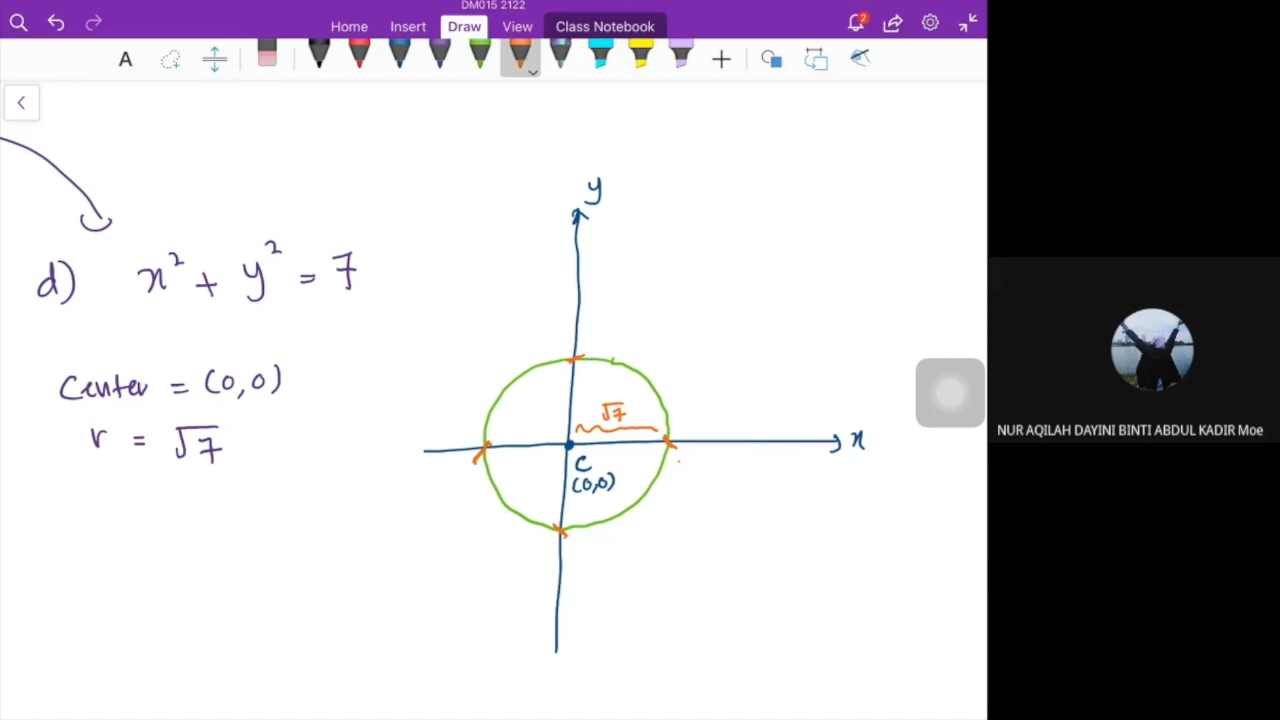 DM015 2122
Home Insert Draw View Class Notebook
2
A
y
d) x² + y² = 7
Center = (0,0)
r = √7
√7
x
C
(0,0)
NUR AQILAH DAYINI BINTI ABDUL KADIR Moe